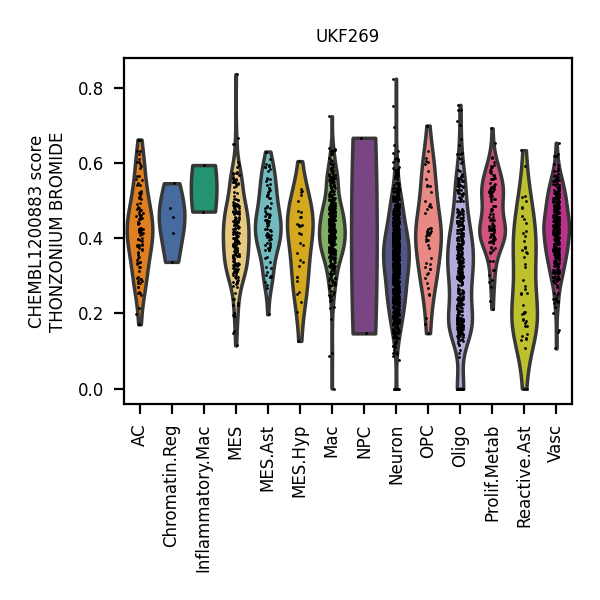 UKF269
CHEMBL1200883 score
THONZONIUM BROMIDE
0.8
0.6
0.4
0.2
0.0
AC
Chromatin.Reg
Inflammatory.Mac
MES
MES.Ast
MES.Hyp
Mac
NPC
Neuron
OPC
Oligo
Prolif.Metab
Reactive.Ast
Vasc